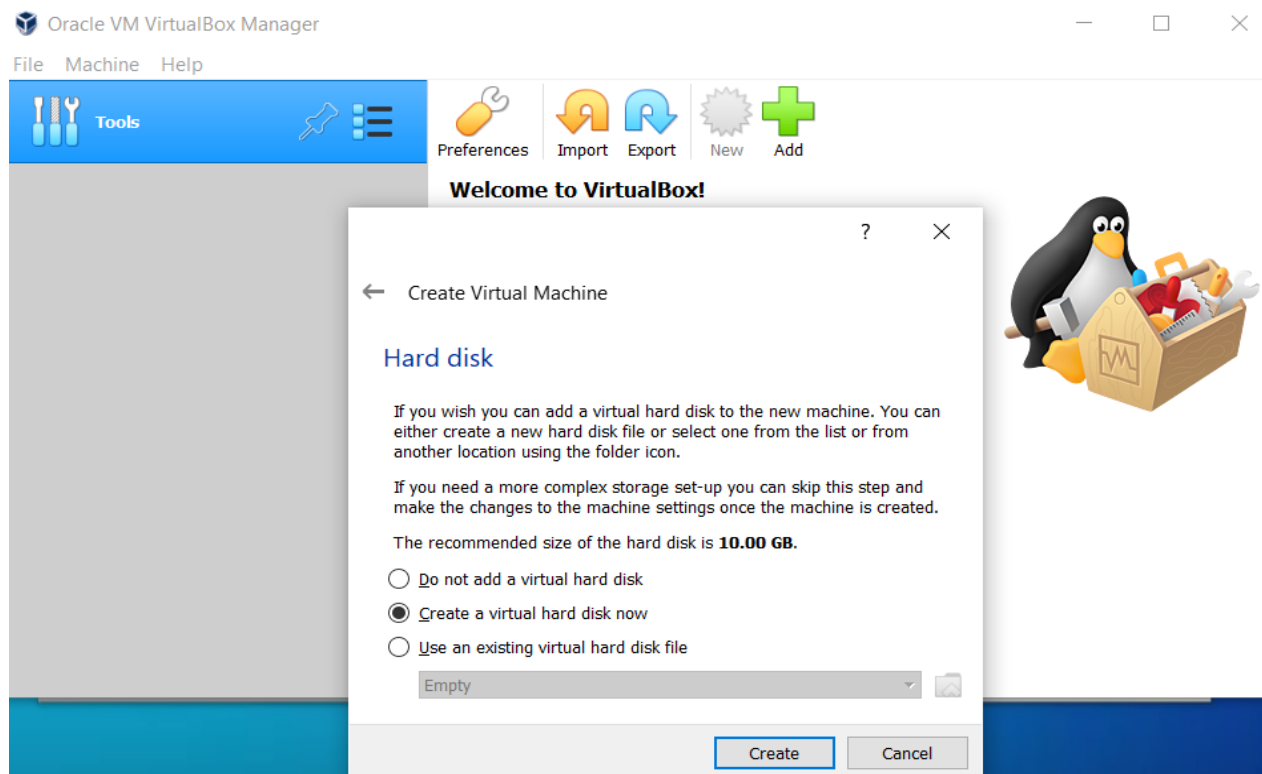 Oracle VM VirtualBox Manager
File Machine Help
Tools
Preferences Import Export New Add
Welcome to VirtualBox!
?
Create Virtual Machine
Hard disk
If you wish you can add a virtual hard disk to the new machine. You can
either create a new hard disk file or select one from the list or from
another location using the folder icon.
If you need a more complex storage set-up you can skip this step and
make the changes to the machine settings once the machine is created.
The recommended size of the hard disk is 10.00 GB.
Do not add a virtual hard disk
Create a virtual hard disk now
Use an existing virtual hard disk file
Empty
Create Cancel